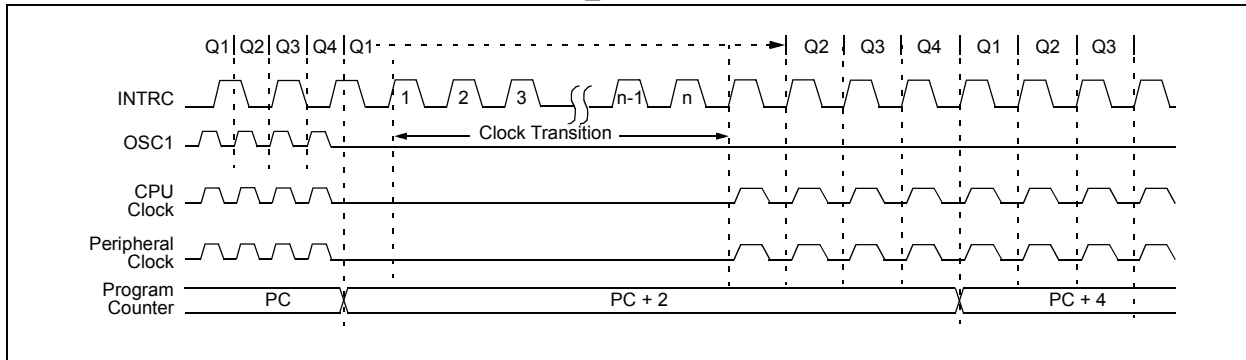 Q1 Q2 Q3 Q4 Q1 Q2 Q3 Q4 Q1 Q2 Q3
INTRC 1 2 3 n-1 n
Clock Transition
OSC1
CPU
Clock
Peripheral
Clock
Program
Counter
PC PC + 2 PC + 4